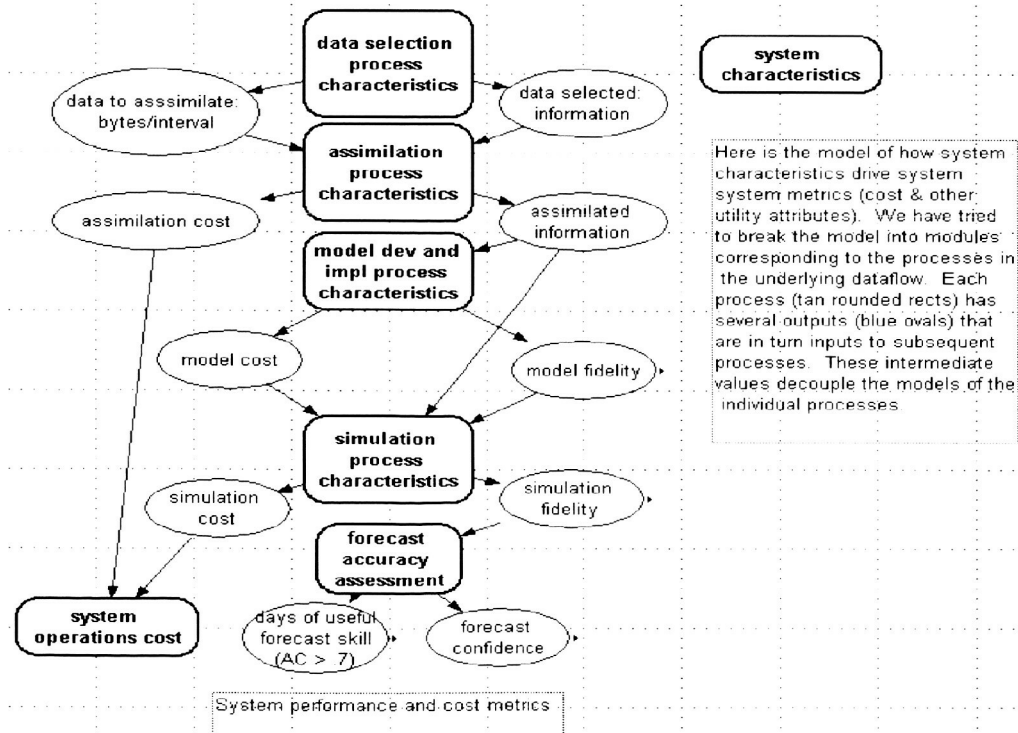 data selection
process
characteristics
system
characteristics
data to asssimilate:
bytes/interval
data selected:
information
assimilation
process
characteristics
Here is the model of how system
characteristics drive system
system metrics (cost & other
utility attributes). We have tried
to break the model into modules
corresponding to the processes in
the underlying dataflow. Each
process (tan rounded rects) has
several outputs (blue ovals) that
are in turn inputs to subsequent
processes. These intermediate
values decouple the models of the
individual processes
assimilation cost
assimilated
information
model dev and
impl process
characteristics
model cost
model fidelity
simulation
process
characteristics
simulation
cost
simulation
fidelity
forecast
accuracy
assessment
system
operations cost
days of useful
forecast skill
(AC > .7)
forecast
confidence
System performance and cost metrics